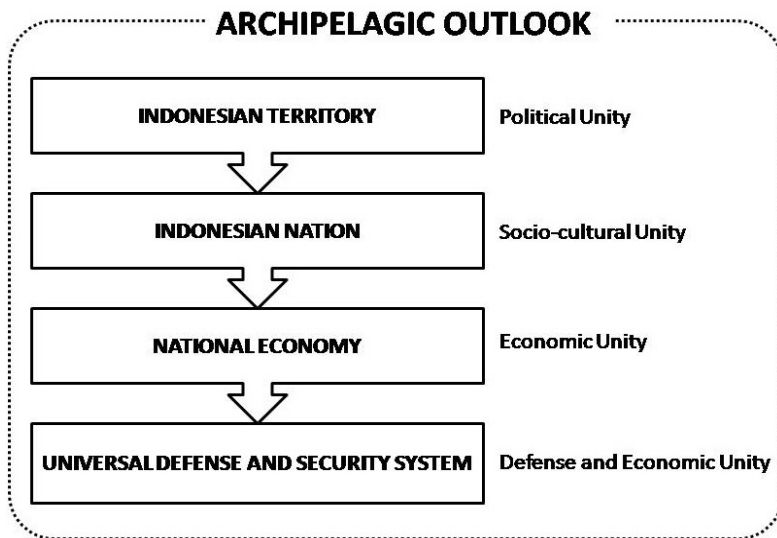 ARCHIPELAGIC OUTLOOK
INDONESIAN TERRITORY
Political Unity
INDONESIAN NATION
Socio-cultural Unity
NATIONAL ECONOMY
Economic Unity
UNIVERSAL DEFENSE AND SECURITY SYSTEM
Defense and Economic Unity